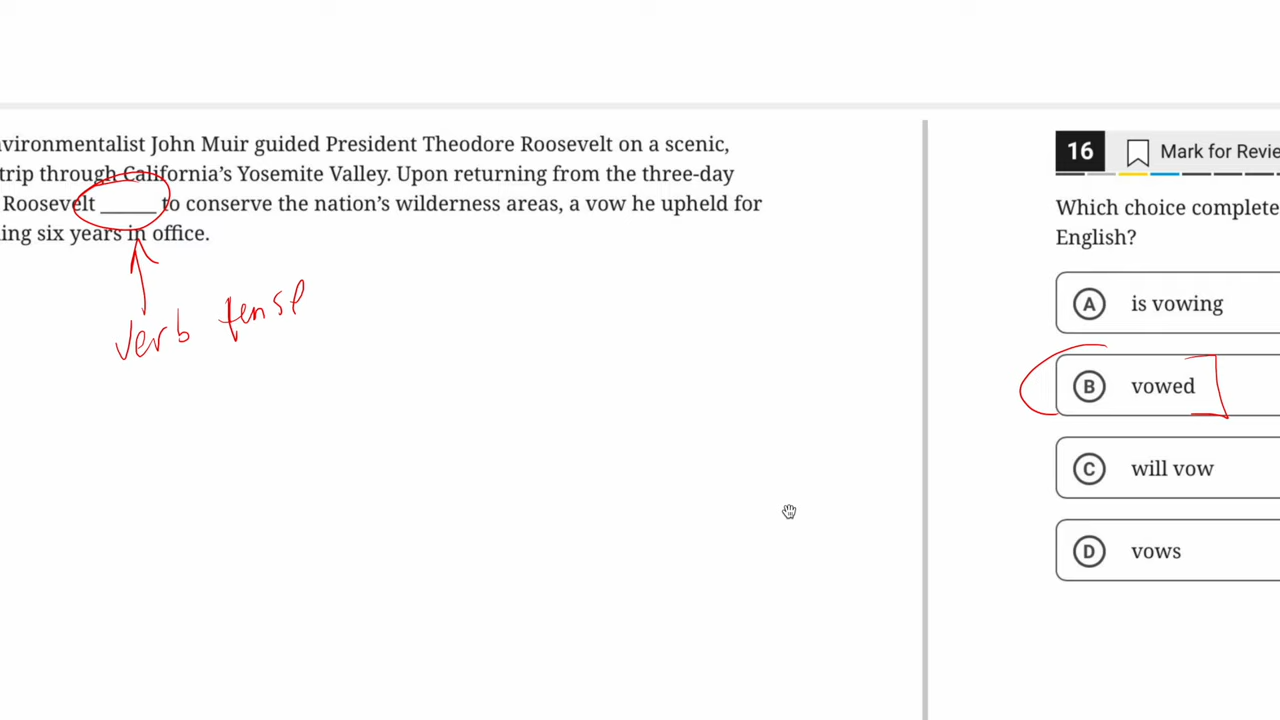 nvironmentalist John Muir guided President Theodore Roosevelt on a scenic,
trip through California's Yosemite Valley. Upon returning from the three-day
Roosevelt ______ to conserve the nation's wilderness areas, a vow he upheld for
ing six years in office.
verb tense
16 Mark for Revie
Which choice complete
English?
A is vowing
B vowed
C will vow
D vows